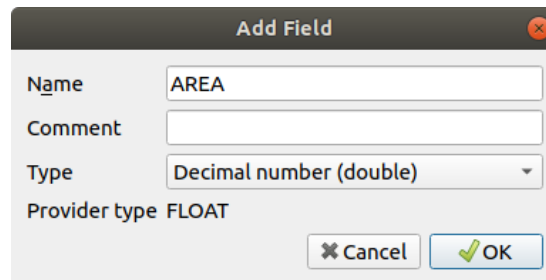 Add Field
Name AREA
Comment
Type Decimal number (double)
Provider type FLOAT
Cancel OK